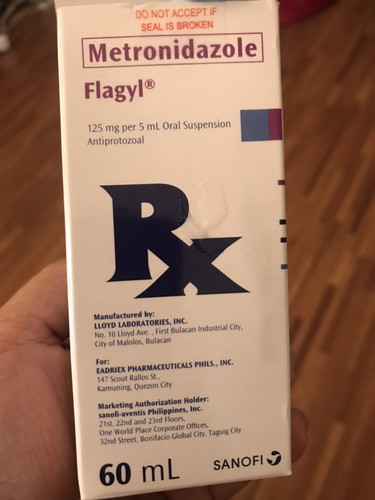 DO NOT ACCEPT IF
SEAL IS BROKEN
Metronidazole
Flagyl®
125 mg per 5 mL Oral Suspension
Antiprotozoal
Rx
Manufactured by:
LLOYD LABORATORIES, INC.
No. 10 Lloyd Ave. , First Bulacan Industrial City,
City of Malolos, Bulacan
For:
EADRIEX PHARMACEUTICALS PHILS., INC.
147 Scout Rallos St.,
Kamuning, Quezon City
Marketing Authorization Holder:
sanofi-aventis Philippines, Inc.
21st, 22nd and 23rd Floors,
One World Place Corporate Offices,
32nd Street, Bonifacio Global City, Taguig City
60 mL
SANOFI